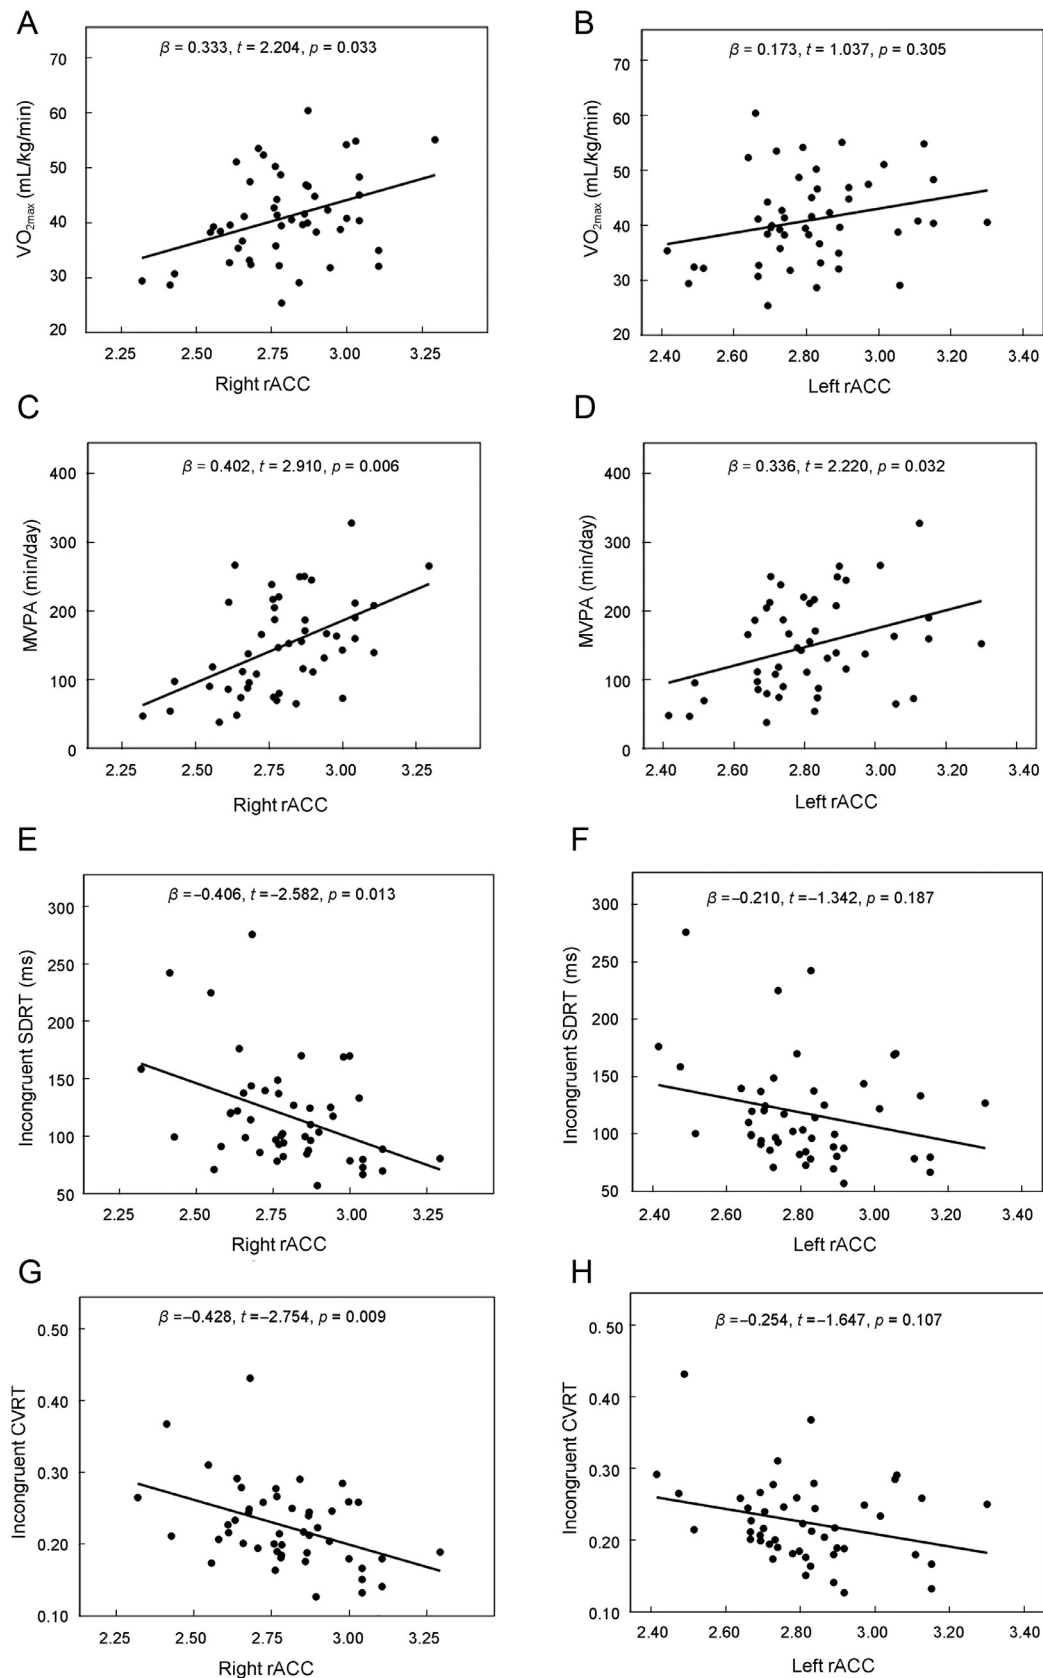 A
β = 0.333, t = 2.204, p = 0.033
70
60
50
40
30
20
VO2max (mL/kg/min)
2.25 2.50 2.75 3.00 3.25
Right rACC
B
β = 0.173, t = 1.037, p = 0.305
70
60
50
40
30
20
VO2max (mL/kg/min)
2.40 2.60 2.80 3.00 3.20 3.40
Left rACC
C
β = 0.402, t = 2.910, p = 0.006
400
300
200
100
0
MVPA (min/day)
2.25 2.50 2.75 3.00 3.25
Right rACC
D
β = 0.336, t = 2.220, p = 0.032
400
300
200
100
0
MVPA (min/day)
2.40 2.60 2.80 3.00 3.20 3.40
Left rACC
E
β =−0.406, t =−2.582, p = 0.013
300
250
200
150
100
50
Incongruent SDRT (ms)
2.25 2.50 2.75 3.00 3.25
Right rACC
F
β =−0.210, t =−1.342, p = 0.187
300
250
200
150
100
50
Incongruent SDRT (ms)
2.40 2.60 2.80 3.00 3.20 3.40
Left rACC
G
β =−0.428, t =−2.754, p = 0.009
0.50
0.40
0.30
0.20
0.10
Incongruent CVRT
2.25 2.50 2.75 3.00 3.25
Right rACC
H
β =−0.254, t =−1.647, p = 0.107
0.50
0.40
0.30
0.20
0.10
Incongruent CVRT
2.40 2.60 2.80 3.00 3.20 3.40
Left rACC